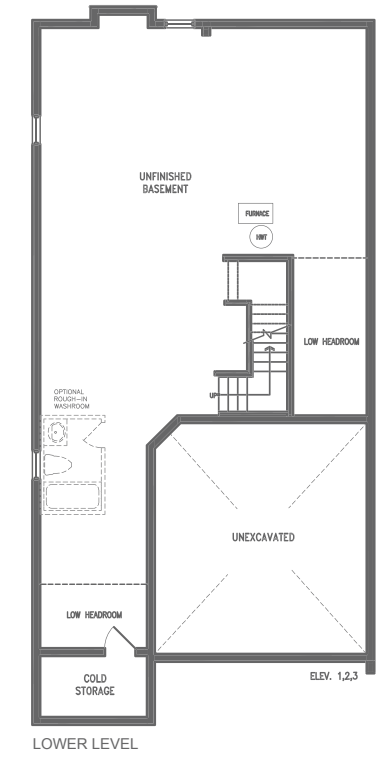 UNFINISHED
BASEMENT
FURNACE
HWT
LOW HEADROOM
UP
OPTIONAL
ROUGH-IN
WASHROOM
UNEXCAVATED
LOW HEADROOM
COLD
STORAGE
ELEV. 1,2,3
LOWER LEVEL